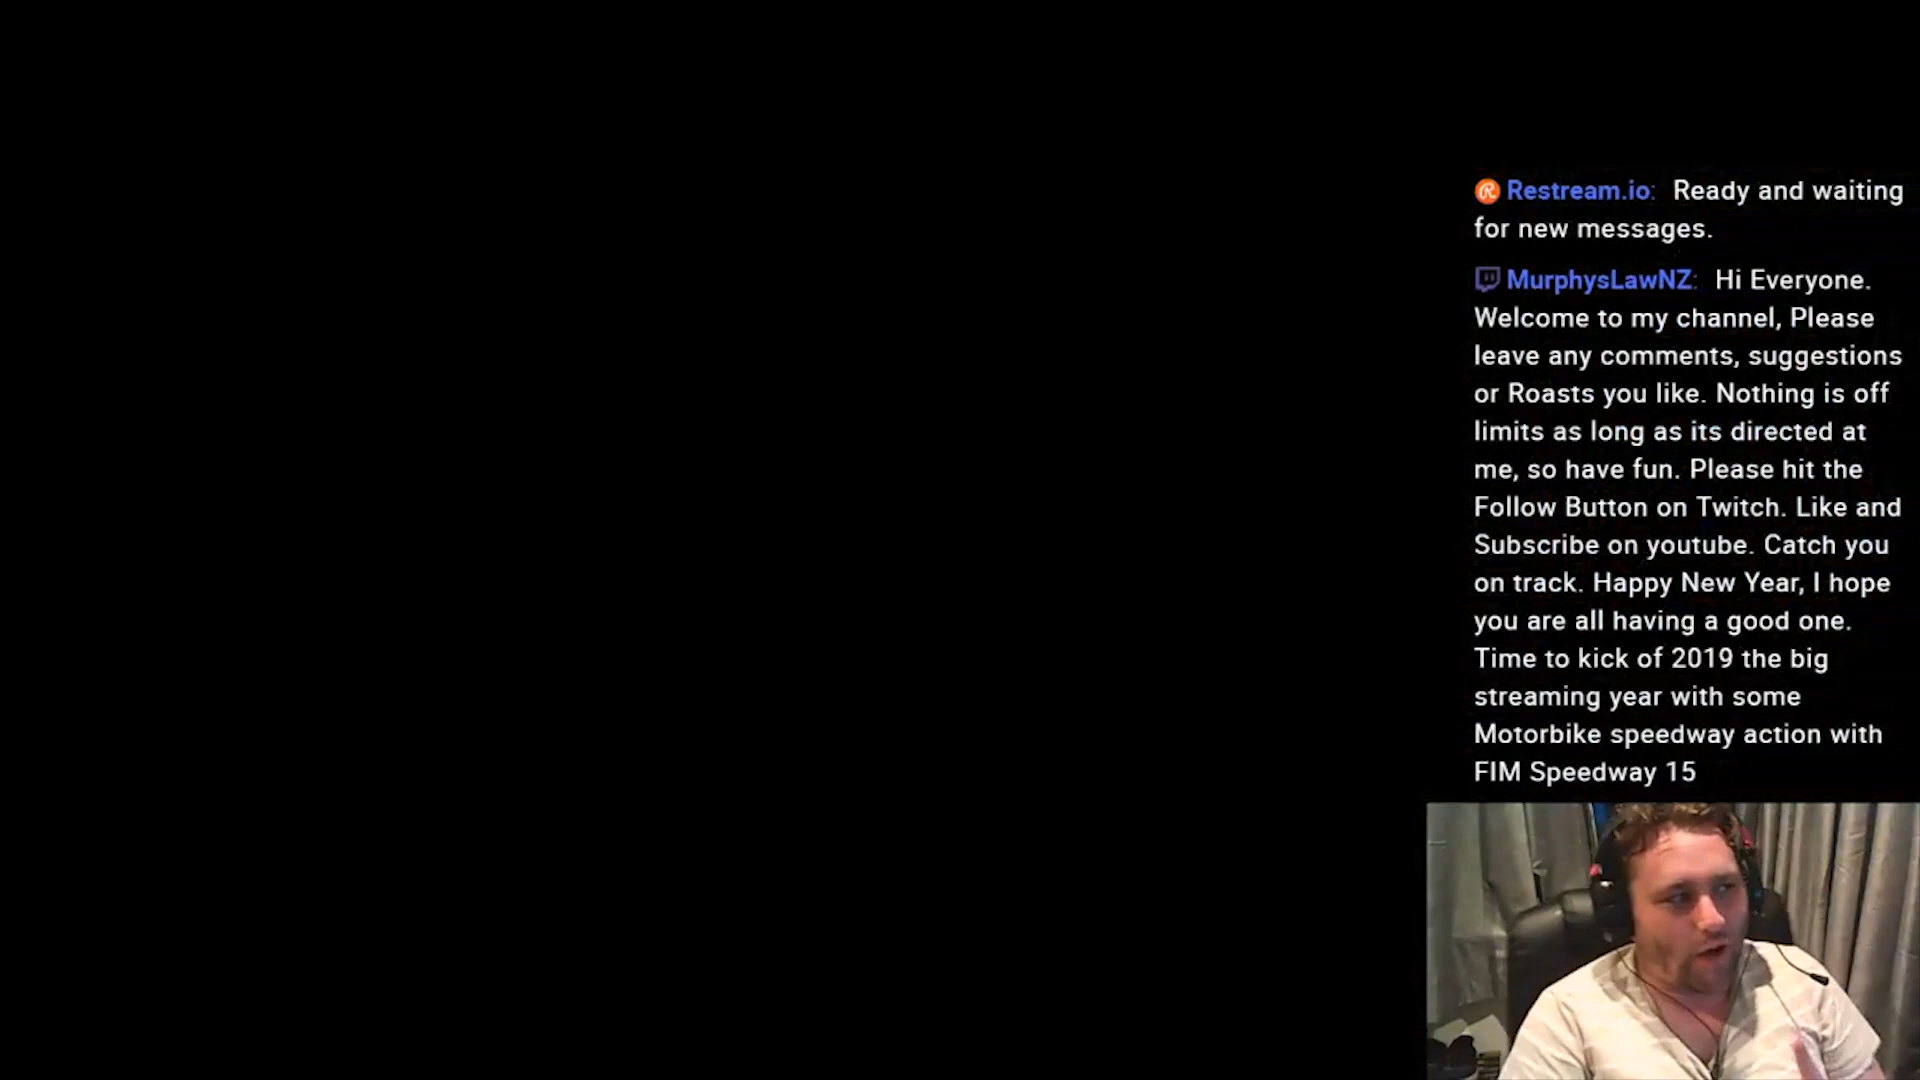 Restream.io: Ready and waiting
for new messages.
MurphysLawNZ: Hi Everyone.
Welcome to my channel, Please
leave any comments, suggestions
or Roasts you like. Nothing is off
limits as long as its directed at
me, so have fun. Please hit the
Follow Button on Twitch. Like and
Subscribe on youtube. Catch you
on track. Happy New Year, I hope
you are all having a good one.
Time to kick of 2019 the big
streaming year with some
Motorbike speedway action with
FIM Speedway 15